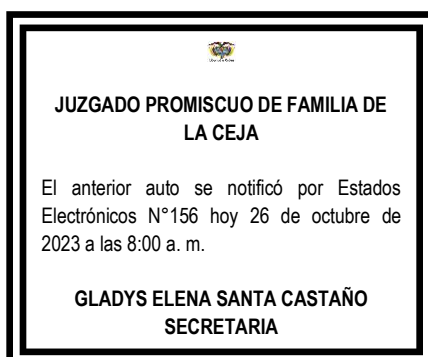 JUZGADO PROMISCUO DE FAMILIA DE
LA CEJA
El anterior auto se notificó por Estados
Electrónicos N°156 hoy 26 de octubre de
2023 a las 8:00 a. m.
GLADYS ELENA SANTA CASTAÑO
SECRETARIA